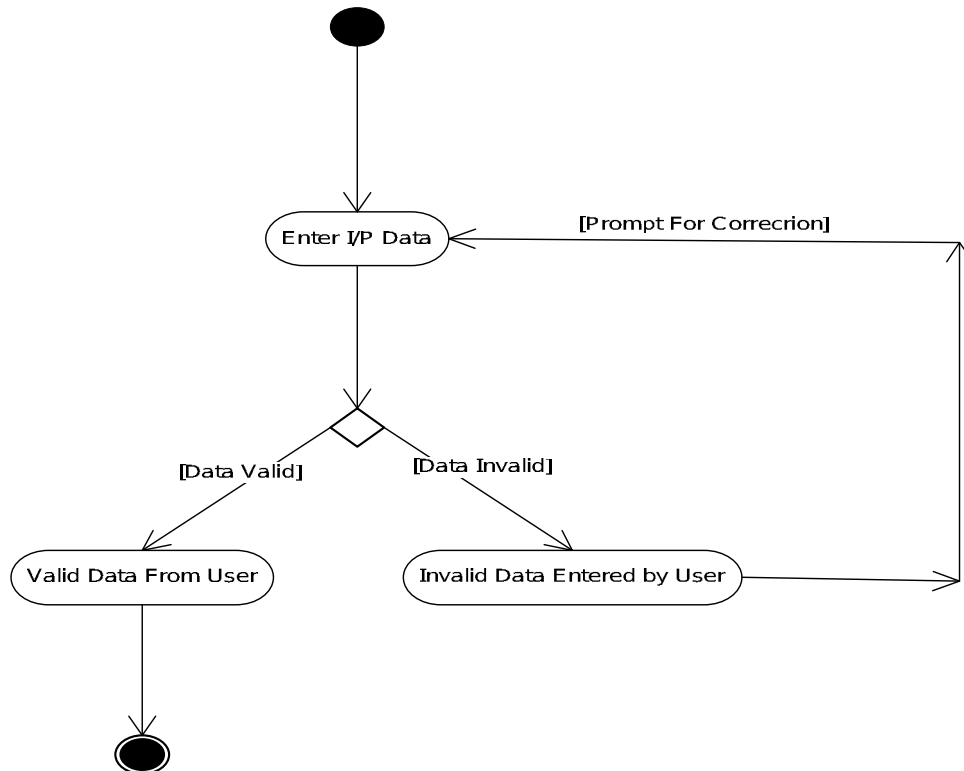 Enter I/P Data
[Prompt For Correcrion]
[Data Valid]
[Data Invalid]
Valid Data From User
Invalid Data Entered by User